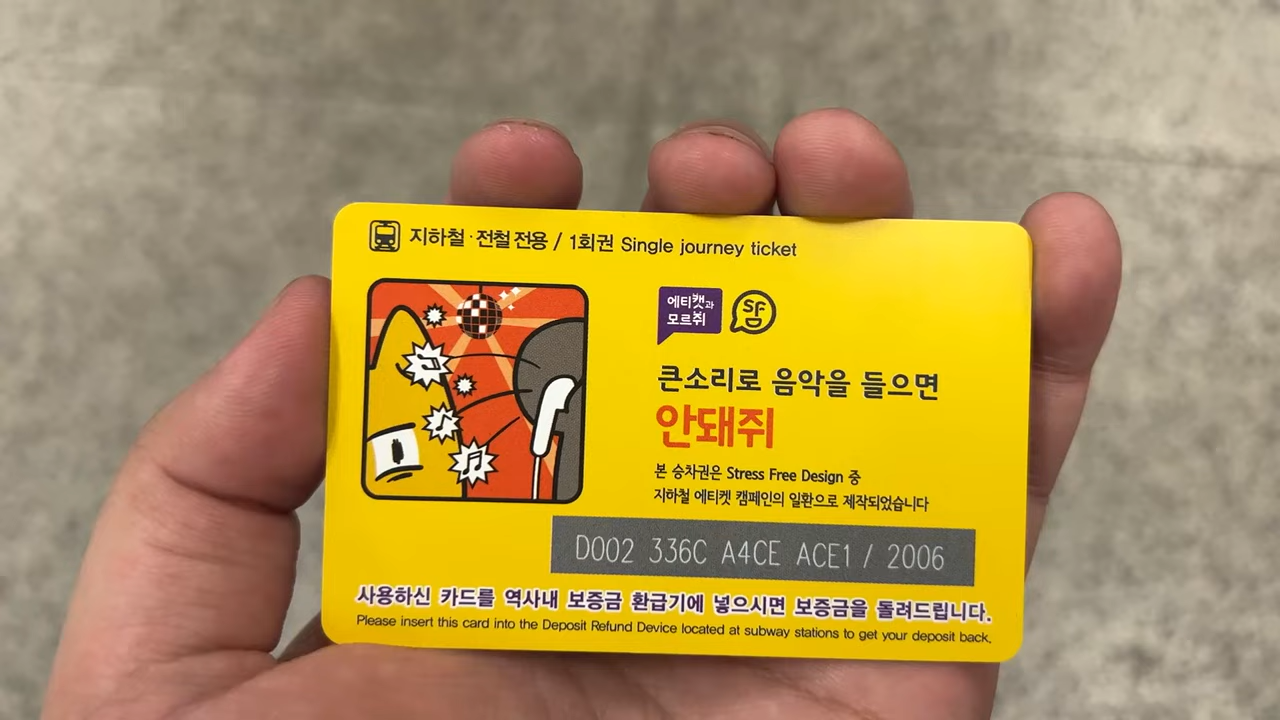 지하철·전철 전용 / 1회권 Single journey ticket
에티캣과
모르쥐
SF
큰소리로 음악을 들으면
안돼쥐
본 승차권은 Stress Free Design 중
지하철 에티켓 캠페인의 일환으로 제작되었습니다
D002 336C A4CE ACE1 / 2006
사용하신 카드를 역사내 보증금 환급기에 넣으시면 보증금을 돌려드립니다.
Please insert this card into the Deposit Refund Device located at subway stations to get your deposit back.